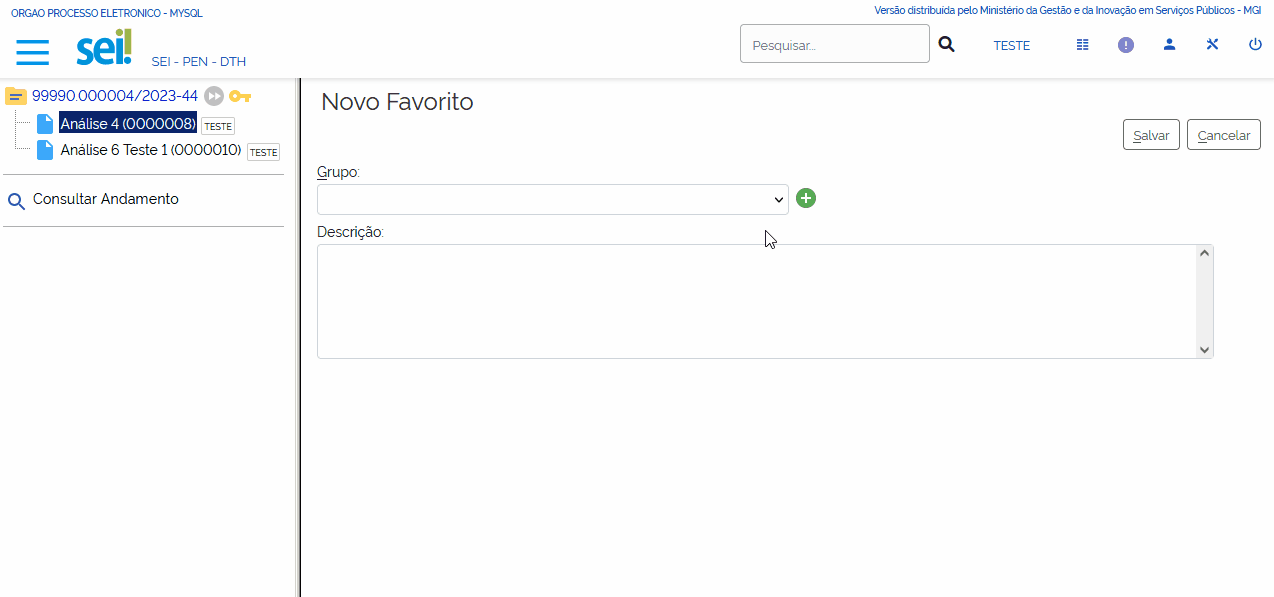 ORGAO PROCESSO ELETRONICO - MYSQL
Versão distribuída pelo Ministério da Gestão e da Inovação em Serviços Públicos - MGI
sei!
SEI - PEN - DTH
Pesquisar...
TESTE
99990.000004/2023-44
Análise 4 (0000008) TESTE
Análise 6 Teste 1 (0000010) TESTE
Consultar Andamento
Novo Favorito
Salvar
Cancelar
Grupo:
Descrição: